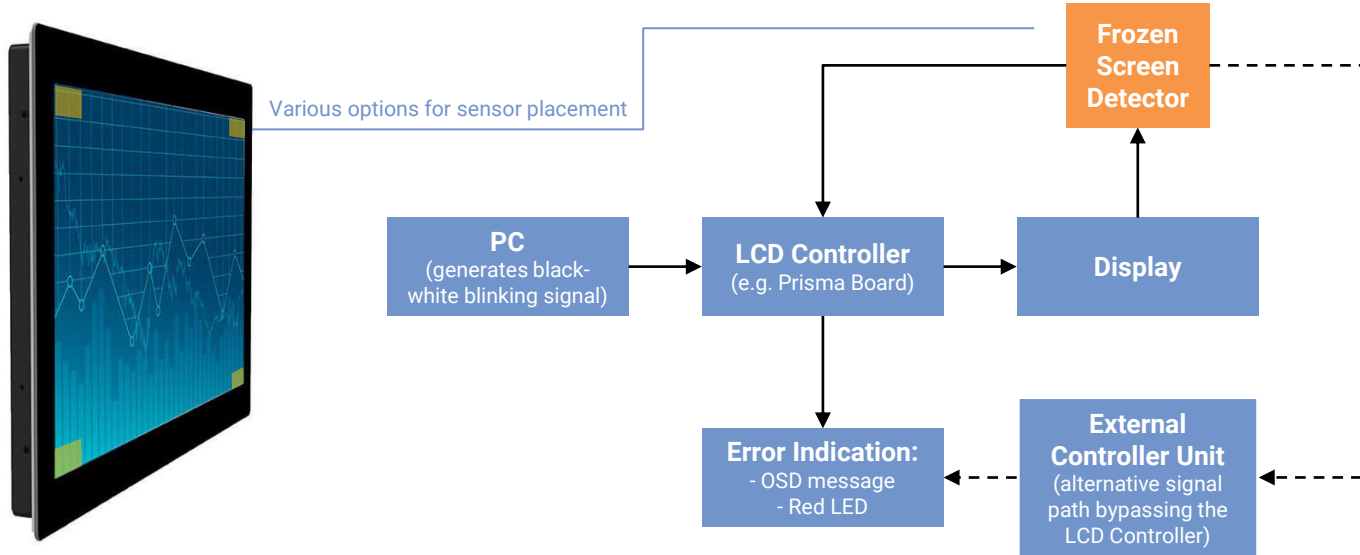 Frozen
Screen
Detector
Various options for sensor placement
PC
(generates black-
white blinking signal)
LCD Controller
(e.g. Prisma Board)
Display
Error Indication:
- OSD message
- Red LED
External
Controller Unit
(alternative signal
path bypassing the
LCD Controller)